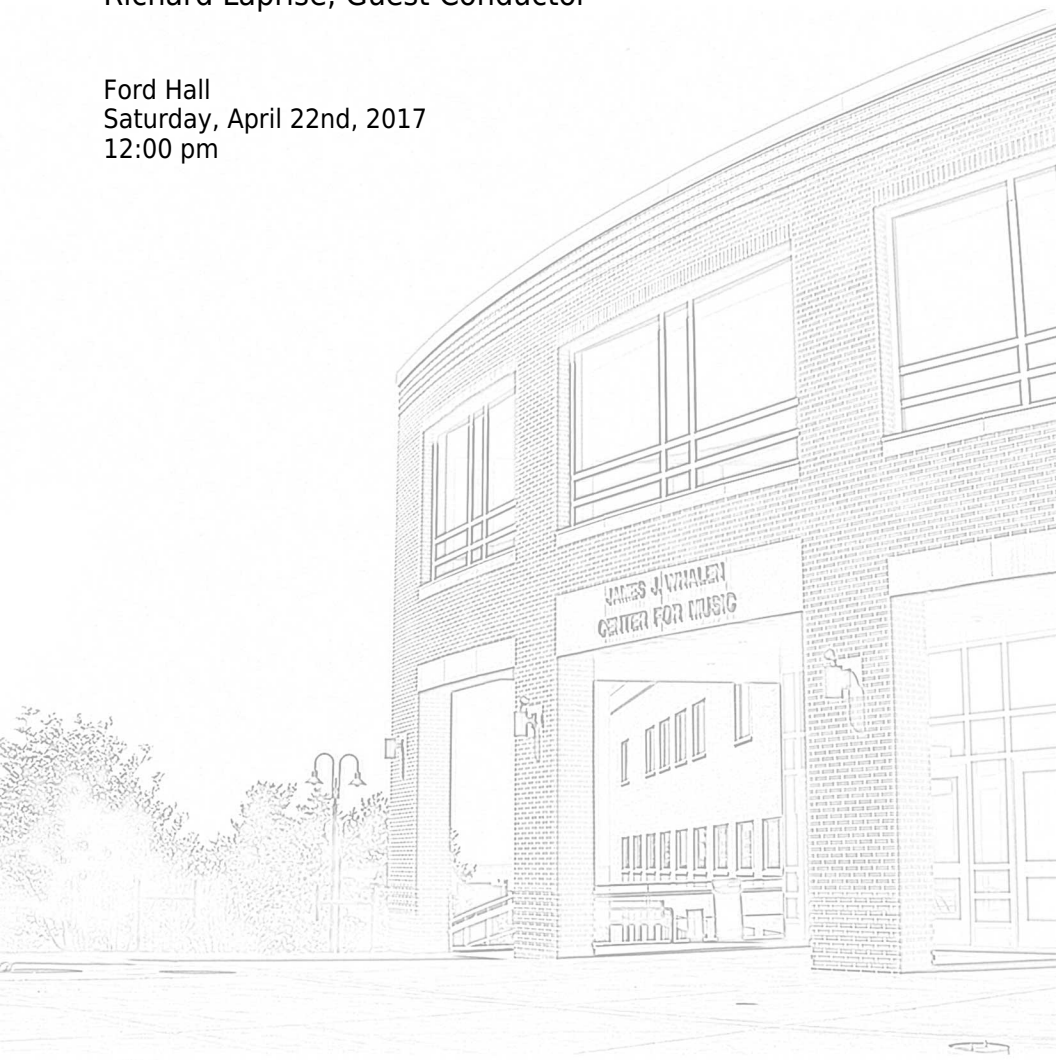 Richard Laprise, Guest Conductor
Ford Hall
Saturday, April 22nd, 2017
12:00 pm
JAMES J. WHALEN
CENTER FOR MUSIC